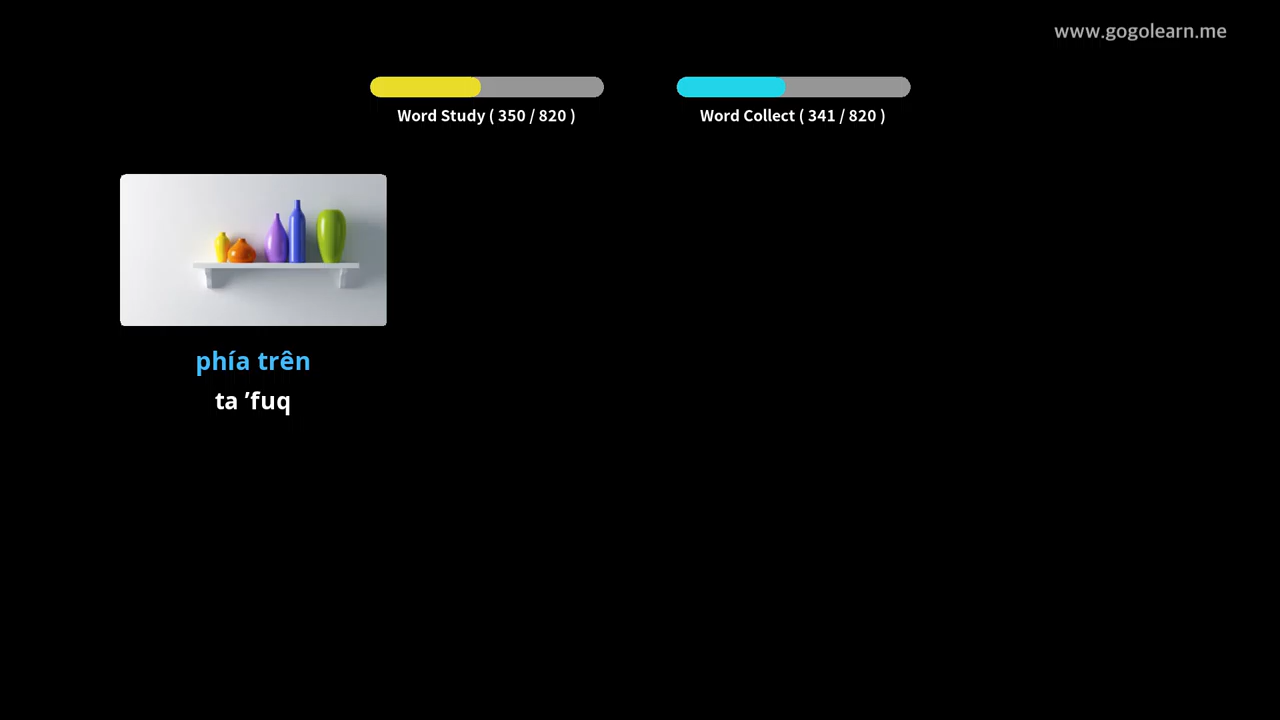 www.gogolearn.me
Word Study ( 350 / 820 )
Word Collect ( 341 / 820 )
phía trên
ta ’fuq